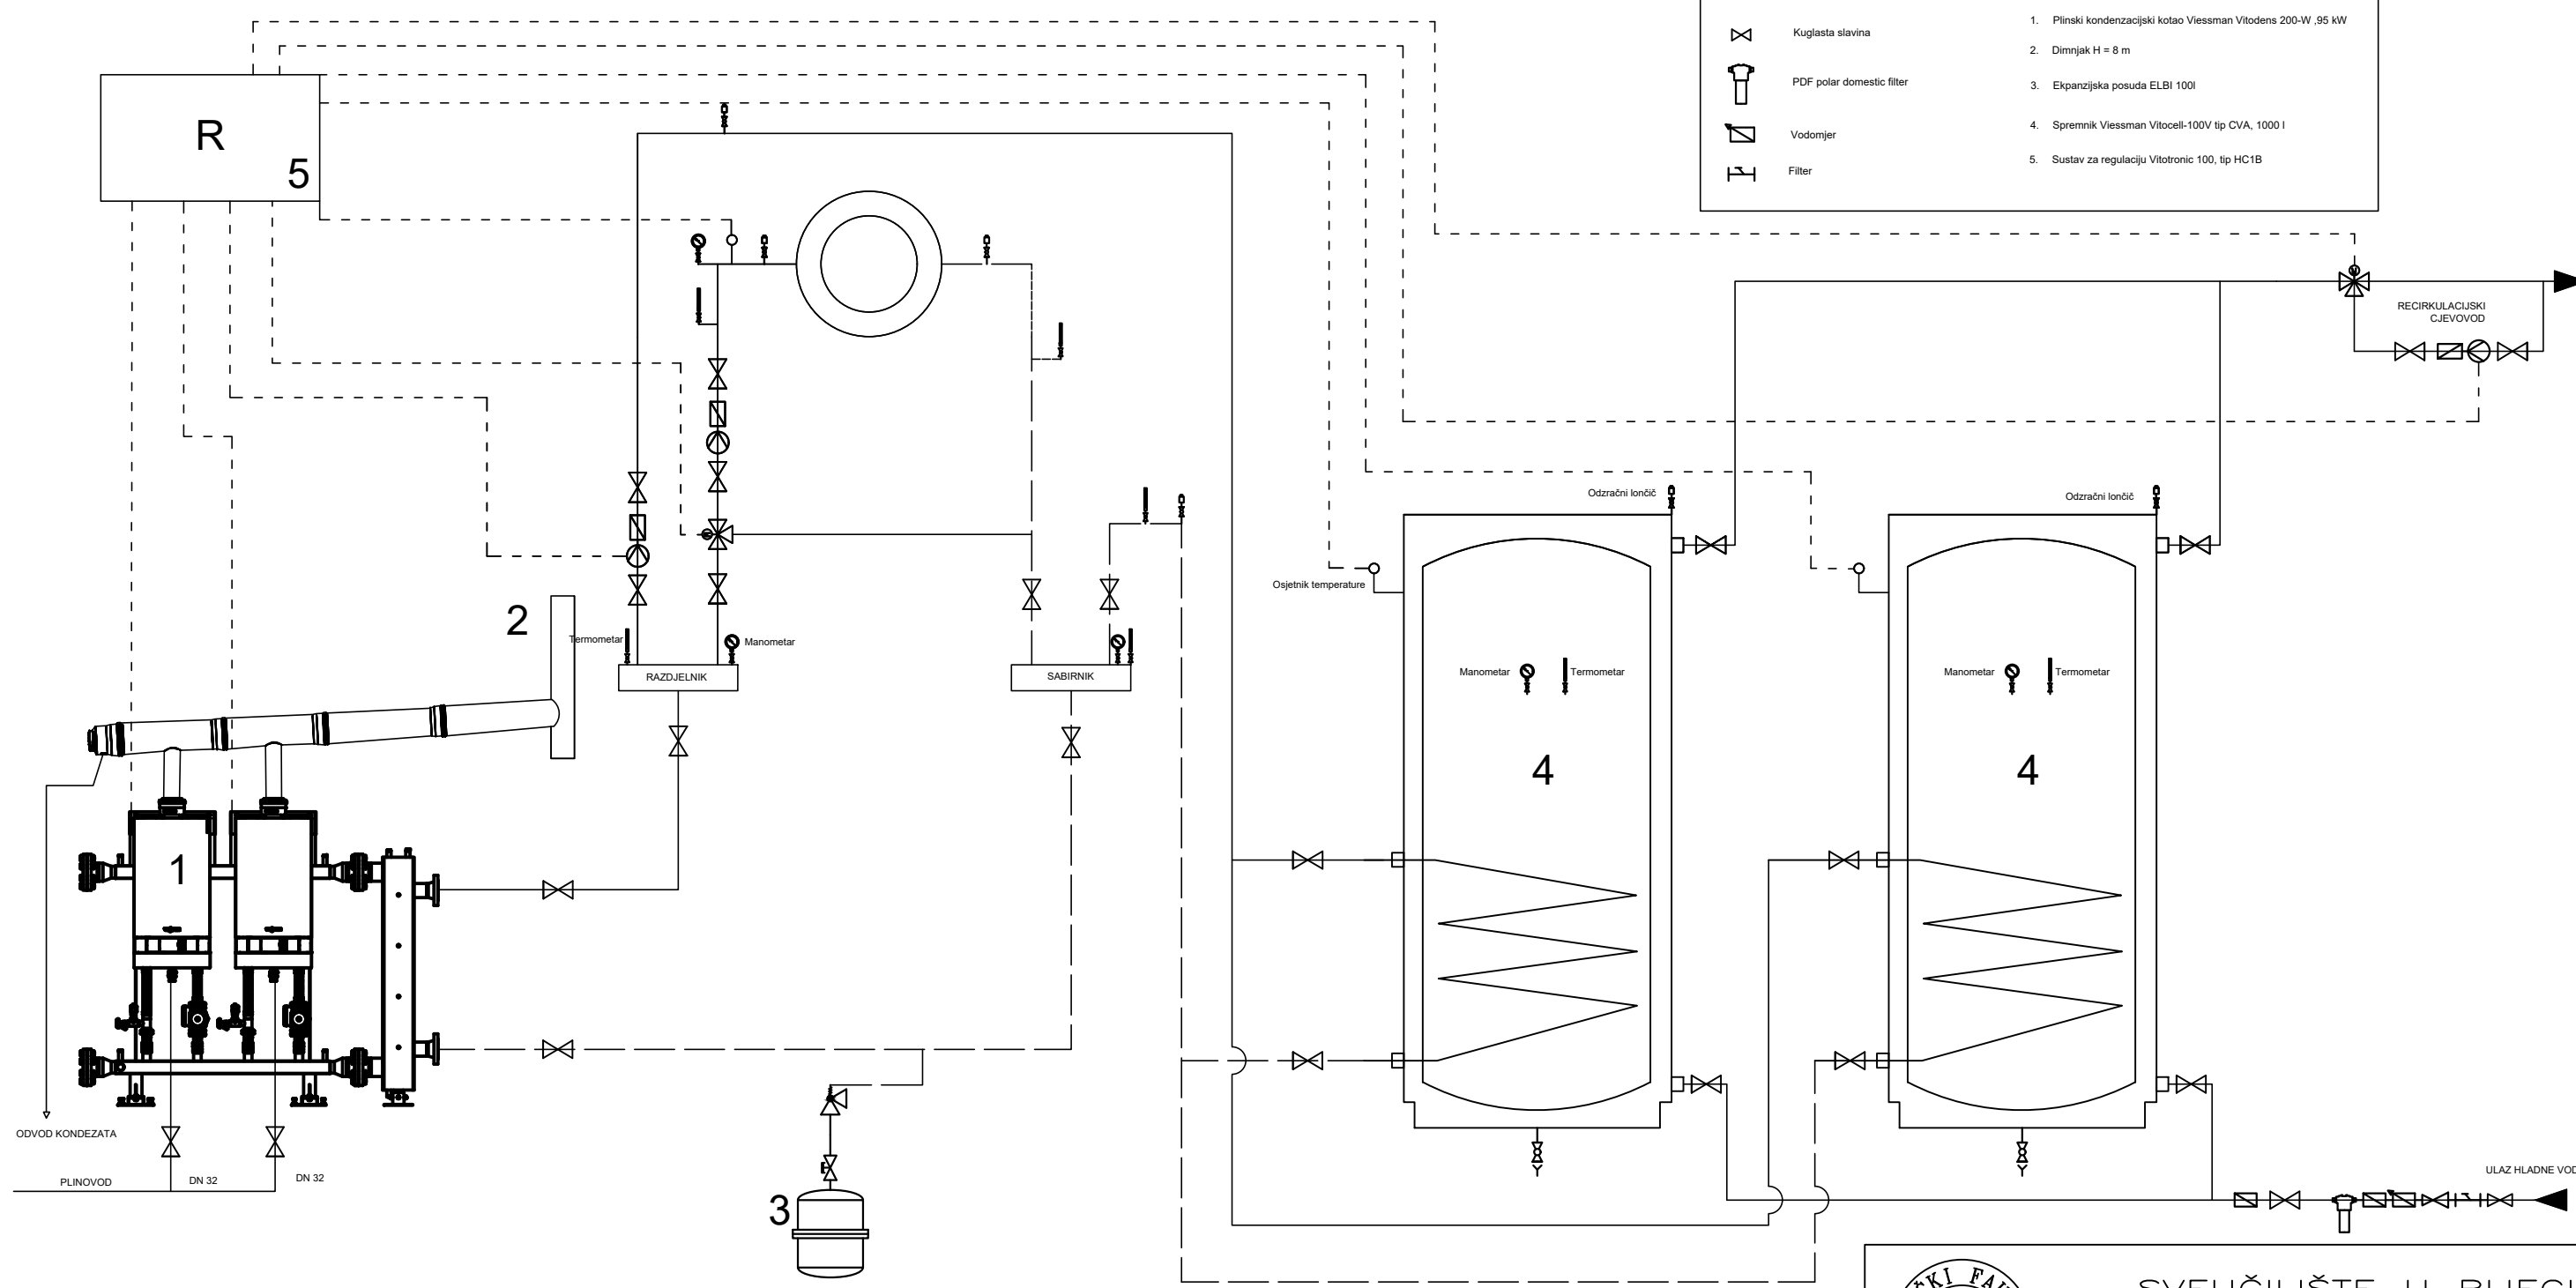 1. Plinski kondenzacijski kotao Viessman Vitodens 200-W ,95 kW
Kuglasta slavina
2. Dimnjak H = 8 m
PDF polar domestic filter
3. Ekpanzijska posuda ELBI 100l
4. Spremnik Viessman Vitocell-100V tip CVA, 1000 l
Vodomjer
5. Sustav za regulaciju Vitotronic 100, tip HC1B
Filter
R
5
RECIRKULACIJSKI
CJEVOVOD
Odzračni lončič
Odzračni lončič
Osjetnik temperature
2
Termometar
Manometar
RAZDJELNIK
SABIRNIK
Manometar
Termometar
Manometar
Termometar
4
4
1
ODVOD KONDEZATA
PLINOVOD
DN 32
DN 32
3
ULAZ HLADNE VOD
SVEUČILIŠTE U RIJECI